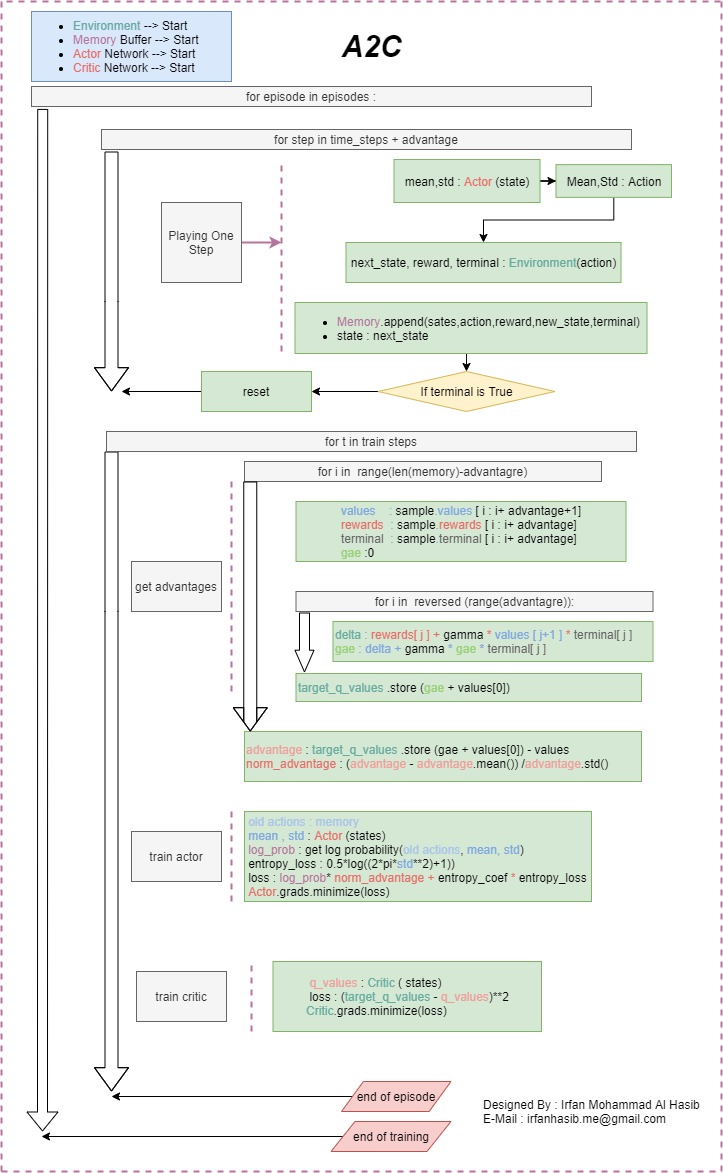 Environment --> Start
Memory Buffer --> Start
Actor Network --> Start
Critic Network --> Start
A2C
for episode in episodes :
for step in time_steps + advantage
mean,std : Actor (state)
Mean,Std : Action
Playing One
Step
next_state, reward, terminal : Environment(action)
Memory.append(sates,action,reward,new_state,terminal)
state : next_state
If terminal is True
reset
for t in train steps
for i in range(len(memory)-advantagre)
values : sample.values [ i : i+ advantage+1]
rewards : sample.rewards [ i : i+ advantage]
terminal : sample.terminal [ i : i+ advantage]
gae :0
get advantages
for i in reversed (range(advantagre)):
delta : rewards[ j ] + gamma * values [ j+1 ] * terminal[ j ]
gae : delta + gamma * gae * terminal[ j ]
target_q_values .store (gae + values[0])
advantage : target_q_values .store (gae + values[0]) - values
norm_advantage : (advantage - advantage.mean()) /advantage.std()
train actor
old actions : memory
mean , std : Actor (states)
log_prob : get log probability(old actions, mean, std)
entropy_loss : 0.5*log((2*pi*std**2)+1))
loss : log_prob* norm_advantage + entropy_coef * entropy_loss
Actor.grads.minimize(loss)
train critic
q_values : Critic ( states)
loss : (target_q_values - q_values)**2
Critic.grads.minimize(loss)
end of episode
end of training
Designed By : Irfan Mohammad Al Hasib
E-Mail : irfanhasib.me@gmail.com